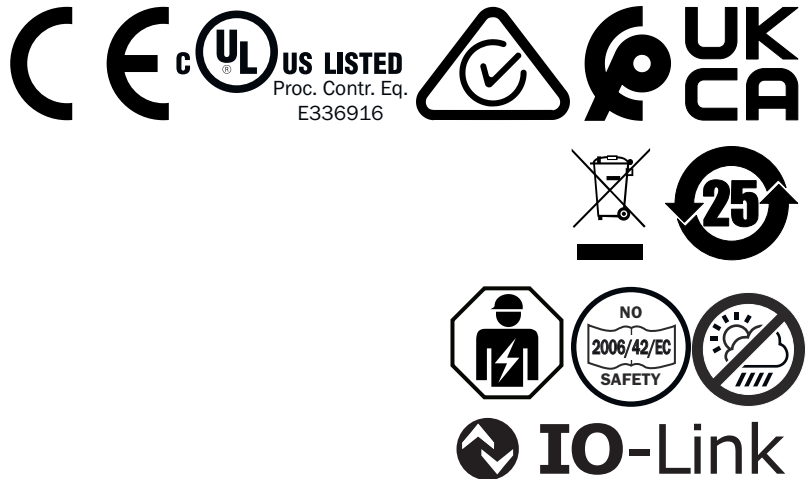 CE
C UL US LISTED
®
Proc. Contr. Eq.
E336916
UK
CA
25
NO
2006/42/EC
SAFETY
IO-Link